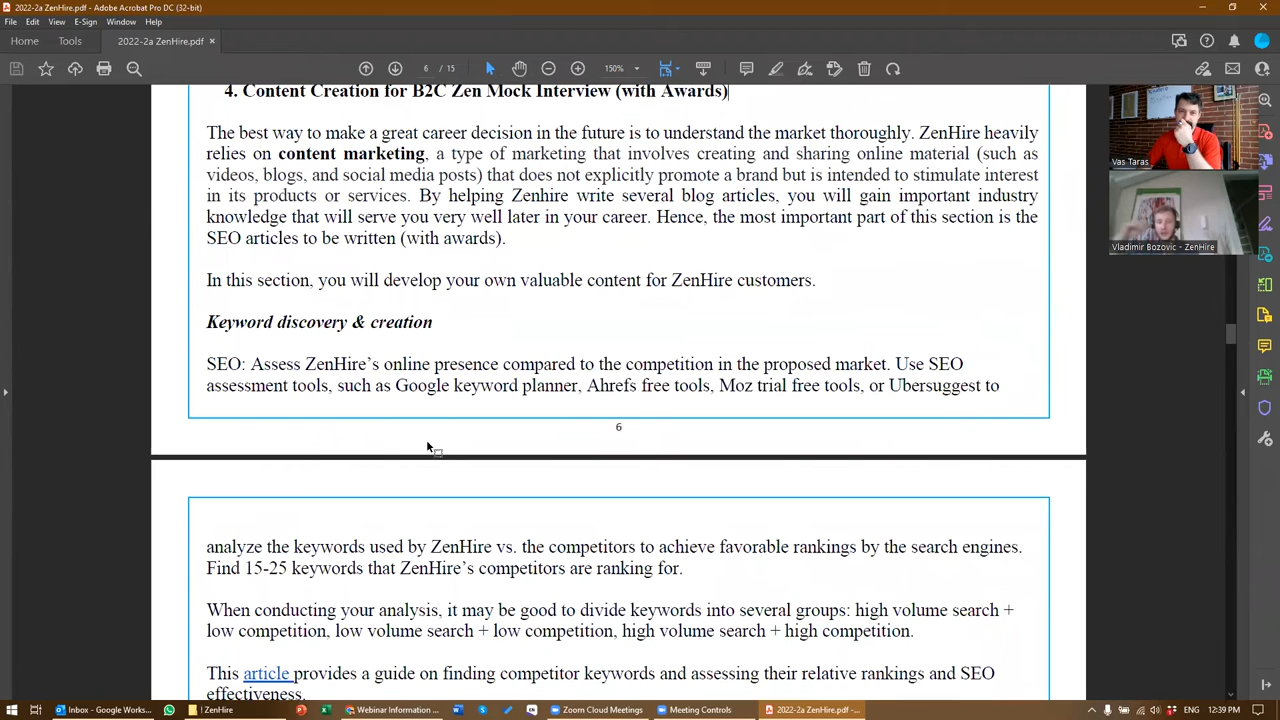 2022-2a ZenHire.pdf - Adobe Acrobat Pro DC (32-bit)
File Edit View E-Sign Window Help
Home Tools 2022-2a ZenHire.pdf ×
6 / 15 150%
4. Content Creation for B2C Zen Mock Interview (with Awards)
The best way to make a great career decision in the future is to understand the market thoroughly. ZenHire heavily
relies on content marketing, a type of marketing that involves creating and sharing online material (such as
videos, blogs, and social media posts) that does not explicitly promote a brand but is intended to stimulate interest
in its products or services. By helping Zenhire write several blog articles, you will gain important industry
knowledge that will serve you very well later in your career. Hence, the most important part of this section is the
SEO articles to be written (with awards).
In this section, you will develop your own valuable content for ZenHire customers.
Keyword discovery & creation
SEO: Assess ZenHire’s online presence compared to the competition in the proposed market. Use SEO
assessment tools, such as Google keyword planner, Ahrefs free tools, Moz trial free tools, or Ubersuggest to
6
analyze the keywords used by ZenHire vs. the competitors to achieve favorable rankings by the search engines.
Find 15-25 keywords that ZenHire’s competitors are ranking for.
When conducting your analysis, it may be good to divide keywords into several groups: high volume search +
low competition, low volume search + low competition, high volume search + high competition.
This article provides a guide on finding competitor keywords and assessing their relative rankings and SEO
effectiveness.
Vas Taras
Vladimir Bozovic - ZenHire
Inbox - Google Works...
! ZenHire
Webinar Information ...
Zoom Cloud Meetings
Meeting Controls
2022-2a ZenHire.pdf -...
12:39 PM